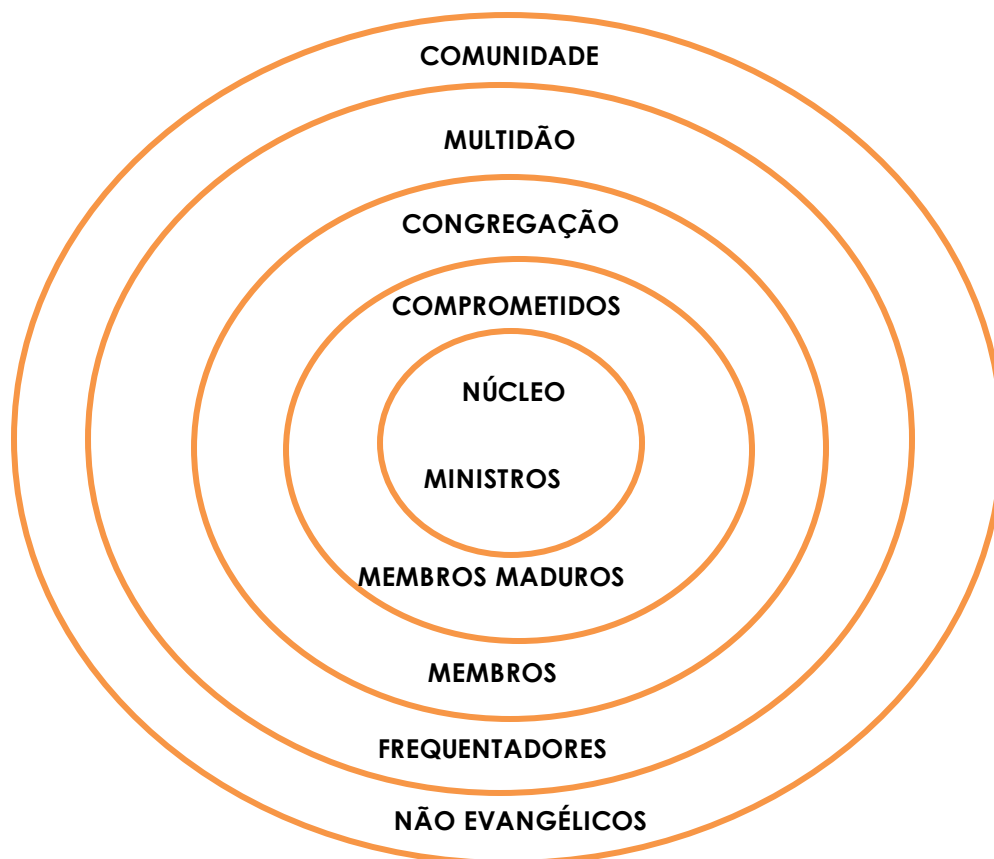 COMUNIDADE
MULTIDÃO
CONGREGAÇÃO
COMPROMETIDOS
NÚCLEO
MINISTROS
MEMBROS MADUROS
MEMBROS
FREQUENTADORES
NÃO EVANGÉLICOS